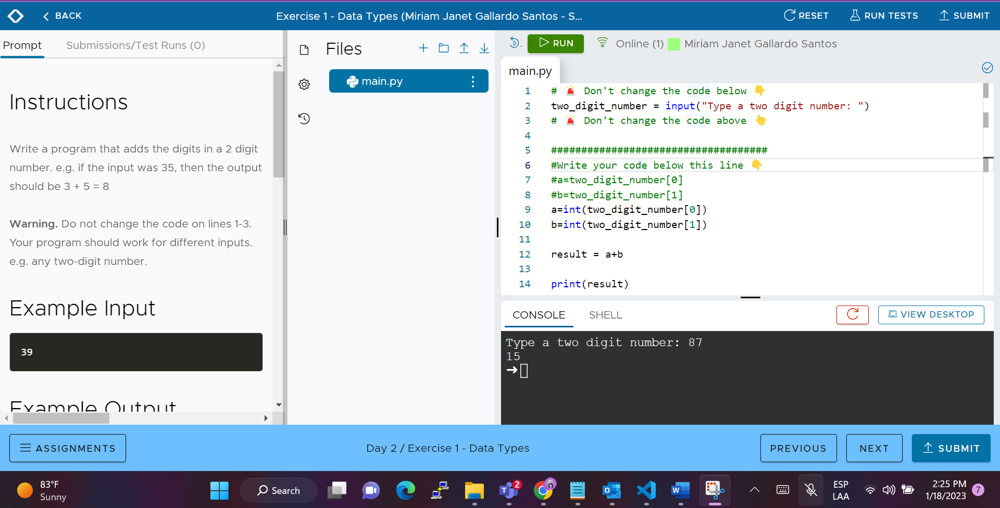 BACK
Exercise 1 - Data Types (Miriam Janet Gallardo Santos - S...
RESET
RUN TESTS
SUBMIT
Prompt
Submissions/Test Runs (0)
Instructions
Write a program that adds the digits in a 2 digit
number. e.g. if the input was 35, then the output
should be 3 + 5 = 8
Warning. Do not change the code on lines 1-3.
Your program should work for different inputs.
e.g. any two-digit number.
Example Input
39
Example Output
Files
main.py
RUN
Online (1)
Miriam Janet Gallardo Santos
main.py
1 # 🚨 Don't change the code below 👇
2 two_digit_number = input("Type a two digit number: ")
3 # 🚨 Don't change the code above 👆
4
5 ####################################
6 #Write your code below this line 👇
7 #a=two_digit_number[0]
8 #b=two_digit_number[1]
9 a=int(two_digit_number[0])
10 b=int(two_digit_number[1])
11
12 result = a+b
13
14 print(result)
CONSOLE
SHELL
VIEW DESKTOP
Type a two digit number: 87
15
➜
ASSIGNMENTS
Day 2 / Exercise 1 - Data Types
PREVIOUS
NEXT
SUBMIT
83°F
Sunny
Search
2
ESP
LAA
2:25 PM
1/18/2023
7